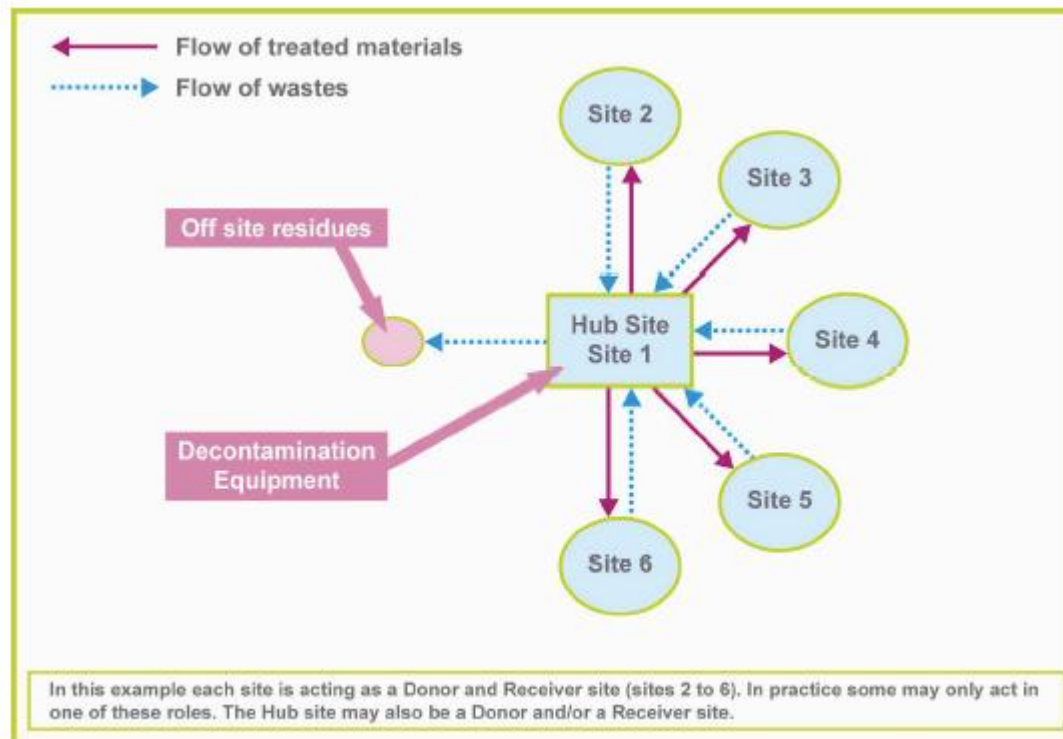 Flow of treated materials
Flow of wastes
Site 2
Site 3
Off site residues
Hub Site
Site 1
Site 4
Decontamination
Equipment
Site 5
Site 6
In this example each site is acting as a Donor and Receiver site (sites 2 to 6). In practice some may only act in
one of these roles. The Hub site may also be a Donor and/or a Receiver site.